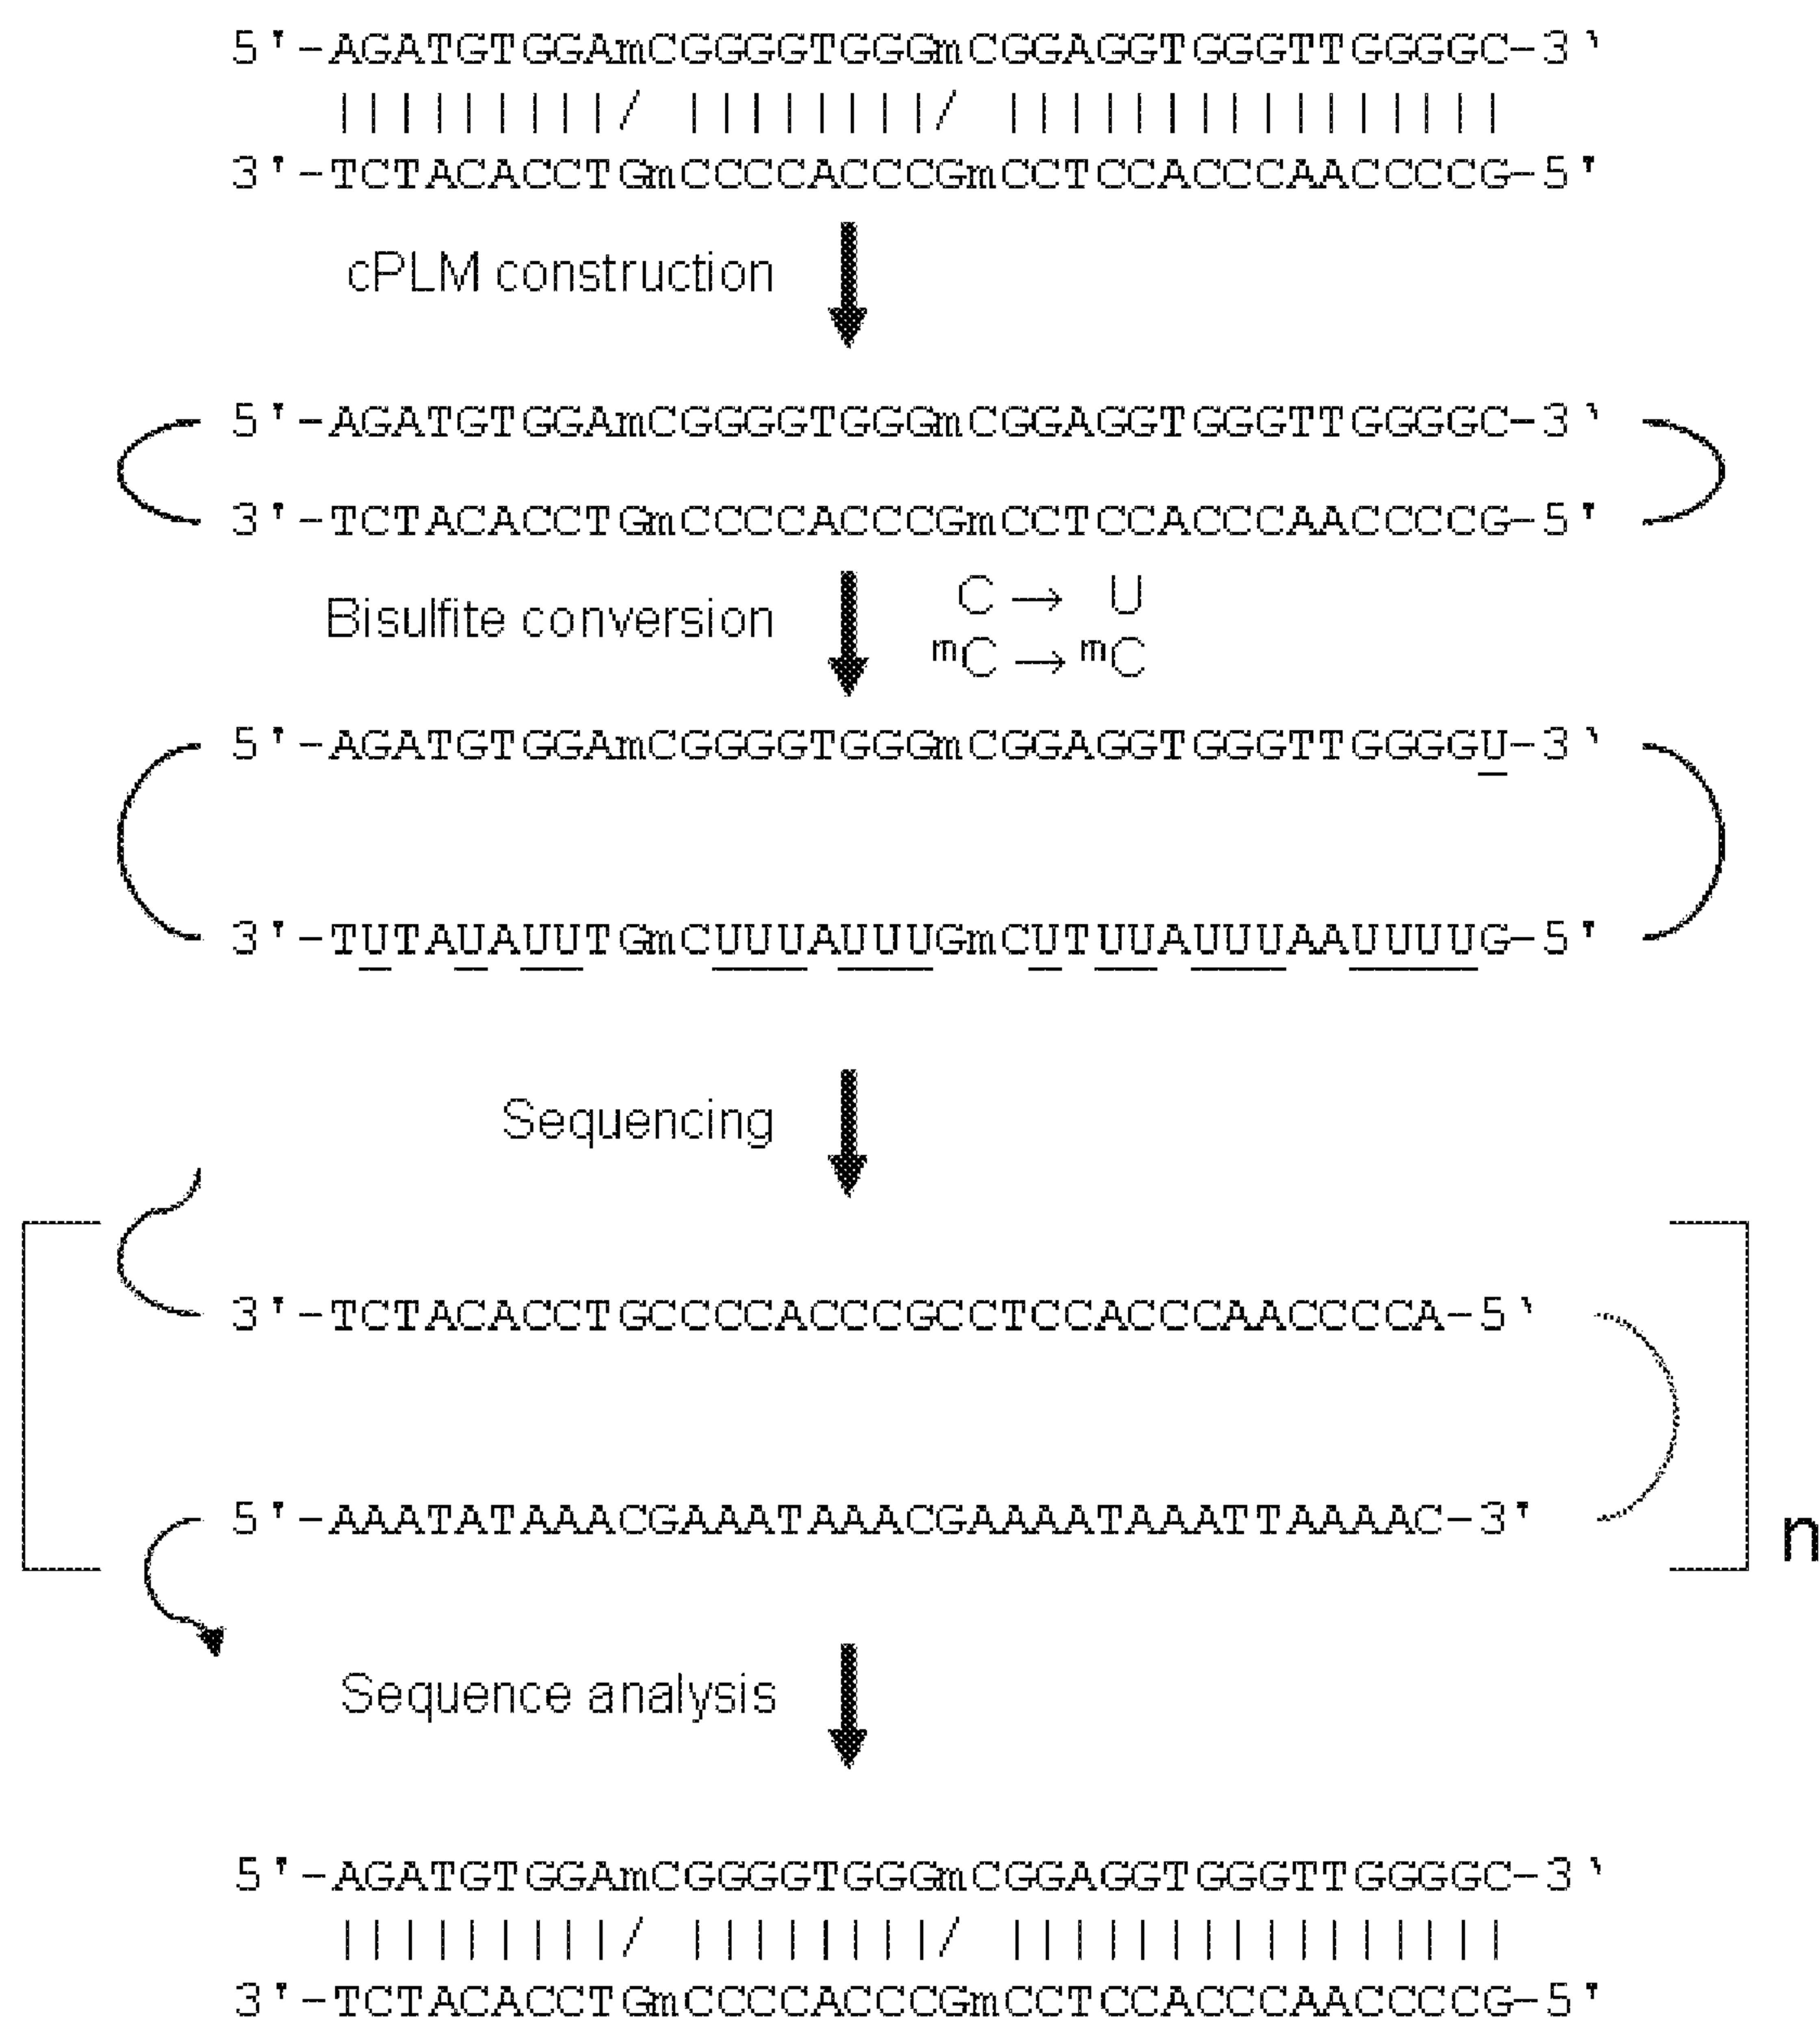 5'-AGATGTGGAmCGGGGTGGGmCGGAGGTGGGTTGGGGC-3'
|||||||||/ ||||||||/ ||||||||||||||||
3'-TCTACACCTGmCCCCACCCGmCCTCCACCCAACCCCG-5'
cPLM construction
5'-AGATGTGGAmCGGGGTGGGmCGGAGGTGGGTTGGGGC-3'
3'-TCTACACCTGmCCCCACCCGmCCTCCACCCAACCCCG-5'
Bisulfite conversion
C → U
mC → mC
5'-AGATGTGGAmCGGGGTGGGmCGGAGGTGGGTTGGGGU-3'
3'-TUTAUAUUTGmCUUUAUUUGmCUTUUAUUUAAUUUUG-5'
Sequencing
3'-TCTACACCTGCCCCACCCGCCTCCACCCAACCCCA-5'
5'-AAATATAAACGAAATAAACGAAAATAAATTAAAAC-3'
n
Sequence analysis
5'-AGATGTGGAmCGGGGTGGGmCGGAGGTGGGTTGGGGC-3'
|||||||||/ ||||||||/ ||||||||||||||||
3'-TCTACACCTGmCCCCACCCGmCCTCCACCCAACCCCG-5'